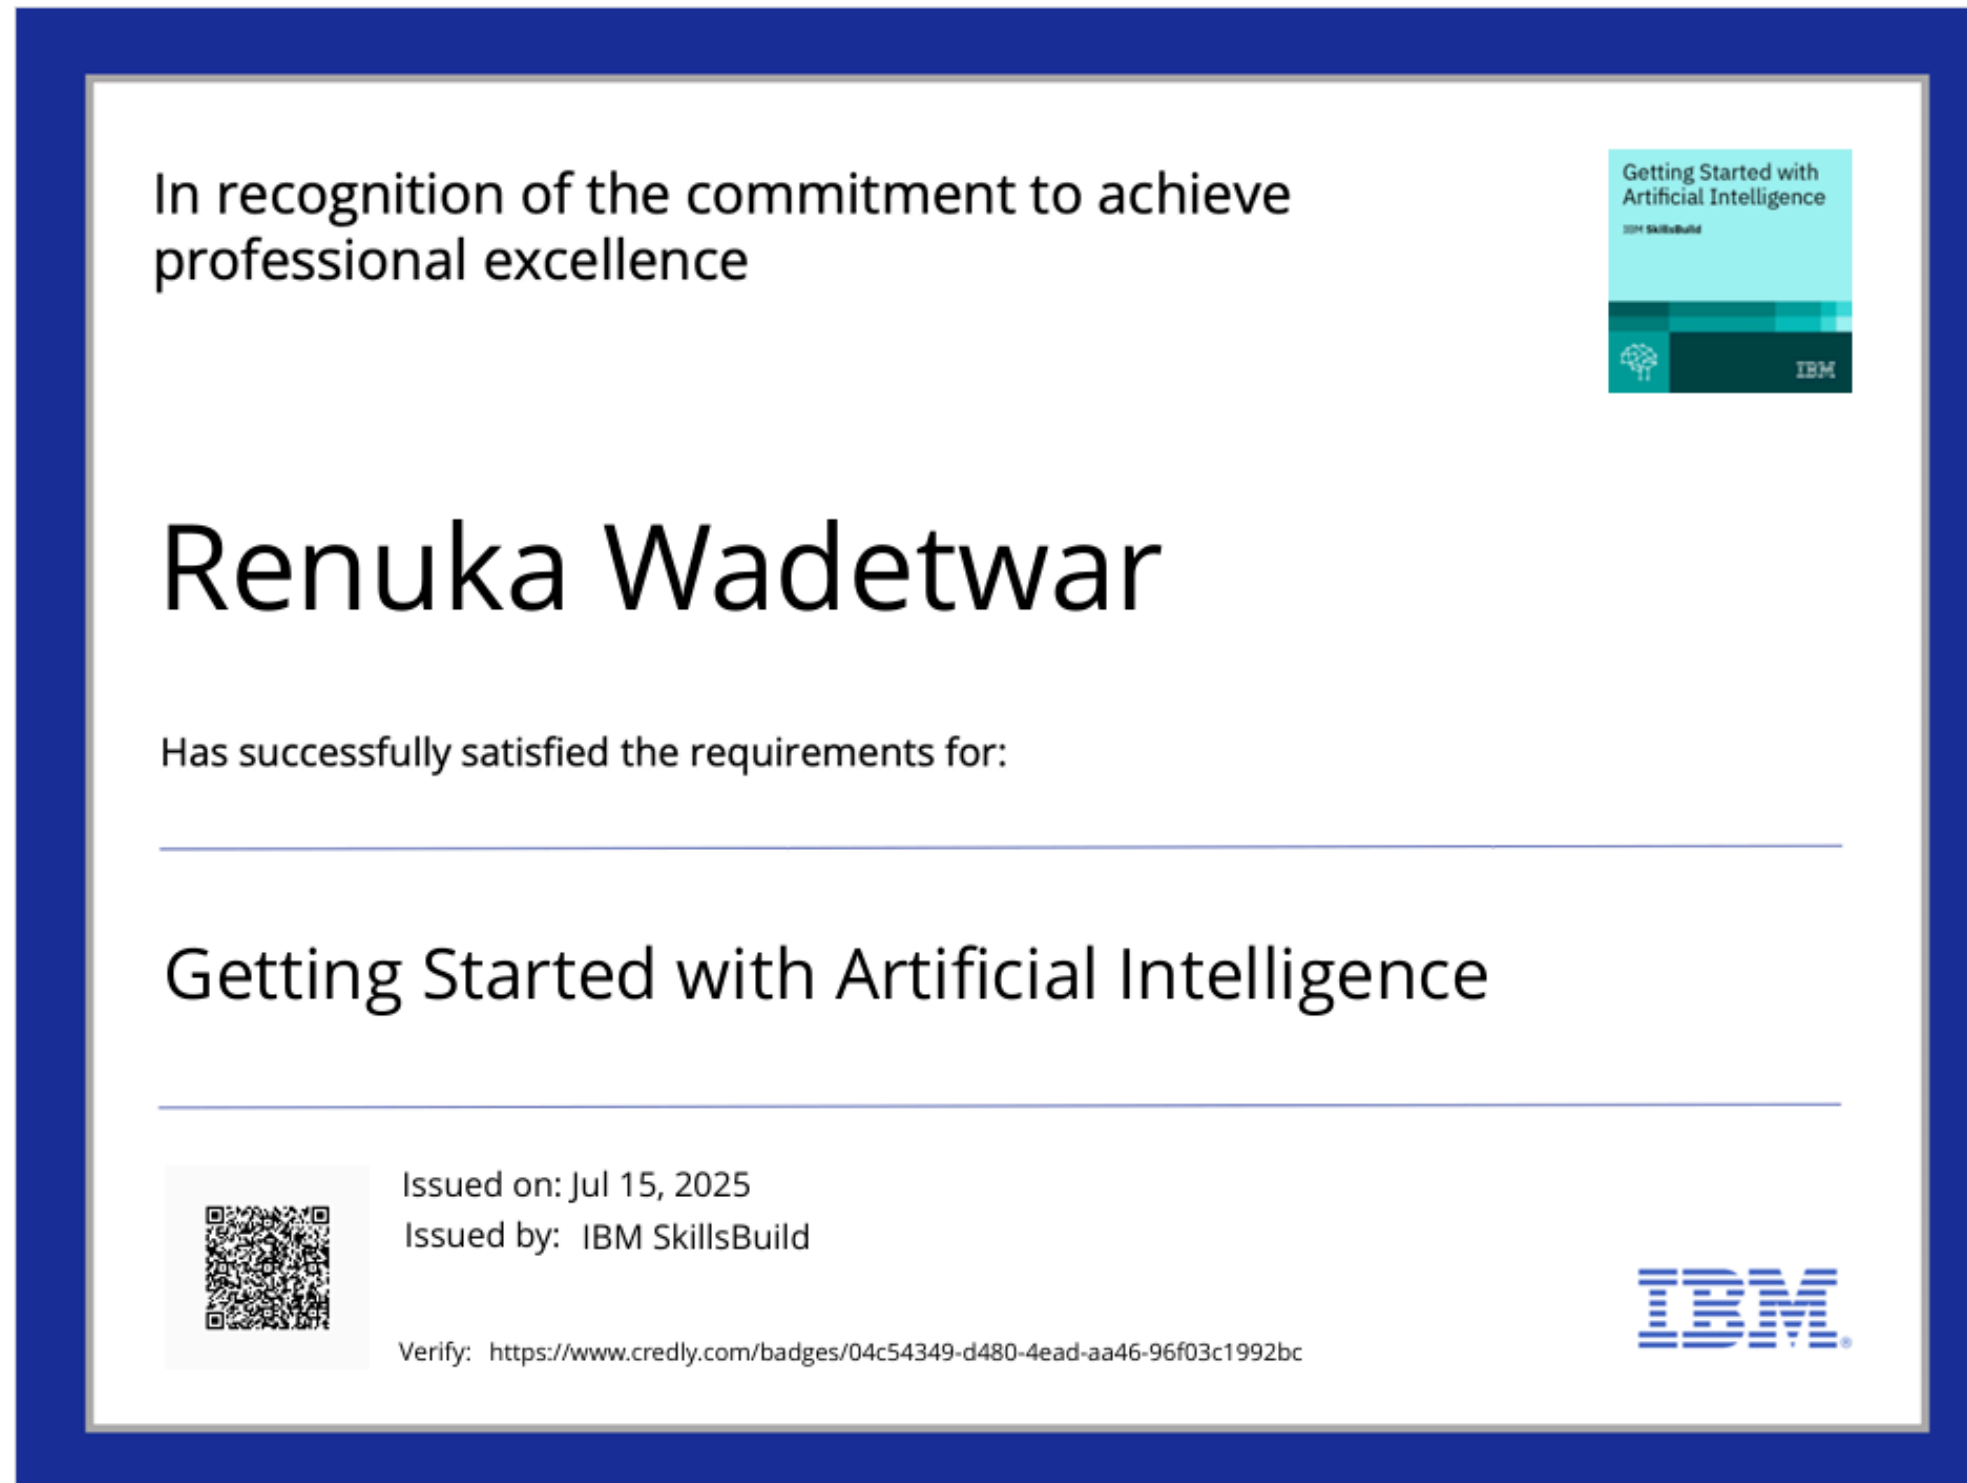 In recognition of the commitment to achieve
professional excellence
Getting Started with
Artificial Intelligence
IBM SkillsBuild
IBM
Renuka Wadetwar
Has successfully satisfied the requirements for:
Getting Started with Artificial Intelligence
Issued on: Jul 15, 2025
Issued by: IBM SkillsBuild
Verify: https://www.credly.com/badges/04c54349-d480-4ead-aa46-96f03c1992bc
IBM®